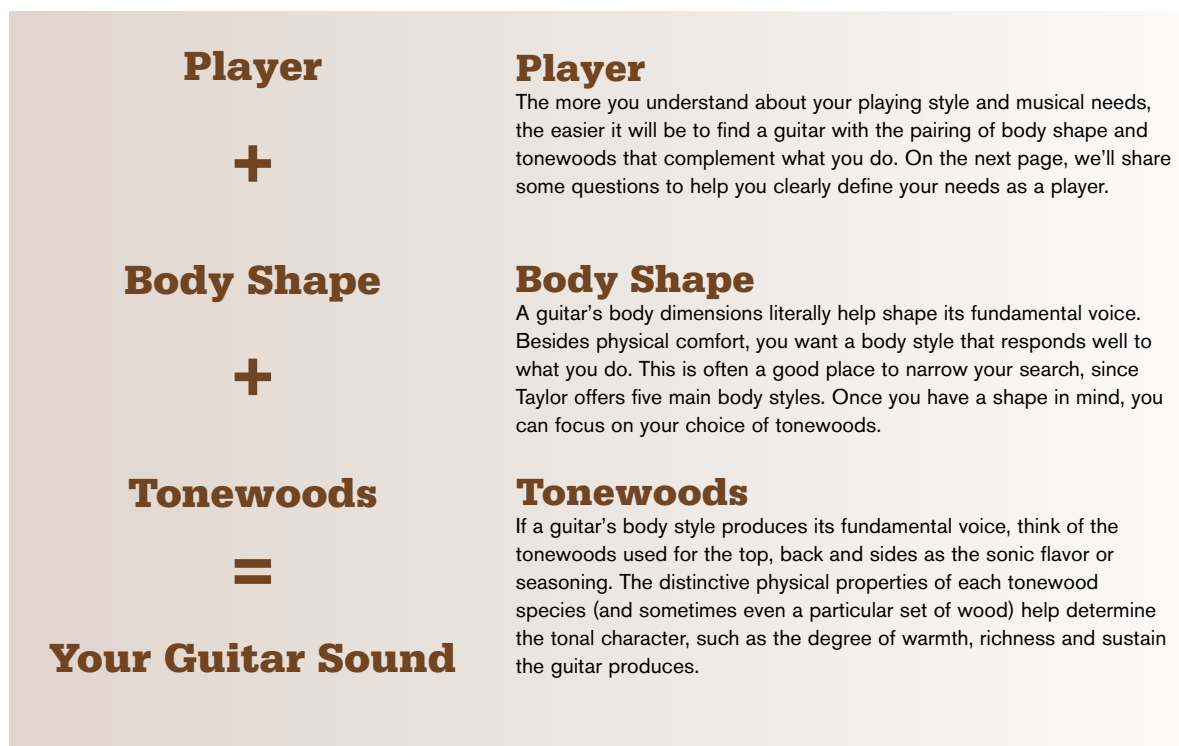 Player
+
Body Shape
+
Tonewoods
=
Your Guitar Sound
Player
The more you understand about your playing style and musical needs,
the easier it will be to find a guitar with the pairing of body shape and
tonewoods that complement what you do. On the next page, we’ll share
some questions to help you clearly define your needs as a player.
Body Shape
A guitar’s body dimensions literally help shape its fundamental voice.
Besides physical comfort, you want a body style that responds well to
what you do. This is often a good place to narrow your search, since
Taylor offers five main body styles. Once you have a shape in mind, you
can focus on your choice of tonewoods.
Tonewoods
If a guitar’s body style produces its fundamental voice, think of the
tonewoods used for the top, back and sides as the sonic flavor or
seasoning. The distinctive physical properties of each tonewood
species (and sometimes even a particular set of wood) help determine
the tonal character, such as the degree of warmth, richness and sustain
the guitar produces.